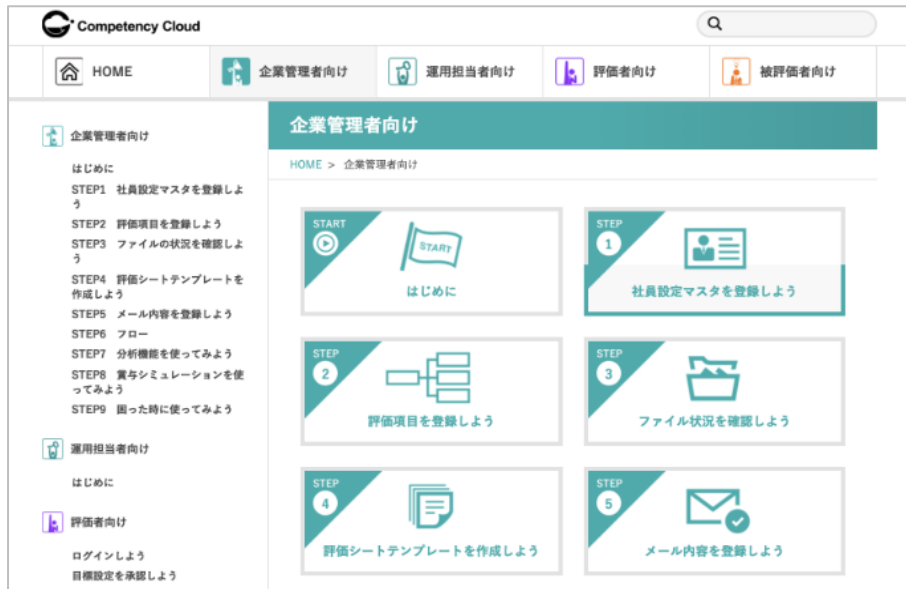 Competency Cloud
HOME
企業管理者向け
運用担当者向け
評価者向け
被評価者向け
企業管理者向け
はじめに
STEP1 社員設定マスタを登録しよ
う
STEP2 評価項目を登録しよう
STEP3 ファイルの状況を確認しよ
う
STEP4 評価シートテンプレートを
作成しよう
STEP5 メール内容を登録しよう
STEP6 フロー
STEP7 分析機能を使ってみよう
STEP8 賞与シミュレーションを使
ってみよう
STEP9 困った時に使ってみよう
運用担当者向け
はじめに
評価者向け
ログインしよう
目標設定を承認しよう
企業管理者向け
HOME > 企業管理者向け
START
START
はじめに
STEP
1
社員設定マスタを登録しよう
STEP
2
評価項目を登録しよう
STEP
3
ファイル状況を確認しよう
STEP
4
評価シートテンプレートを作成しよう
STEP
5
メール内容を登録しよう